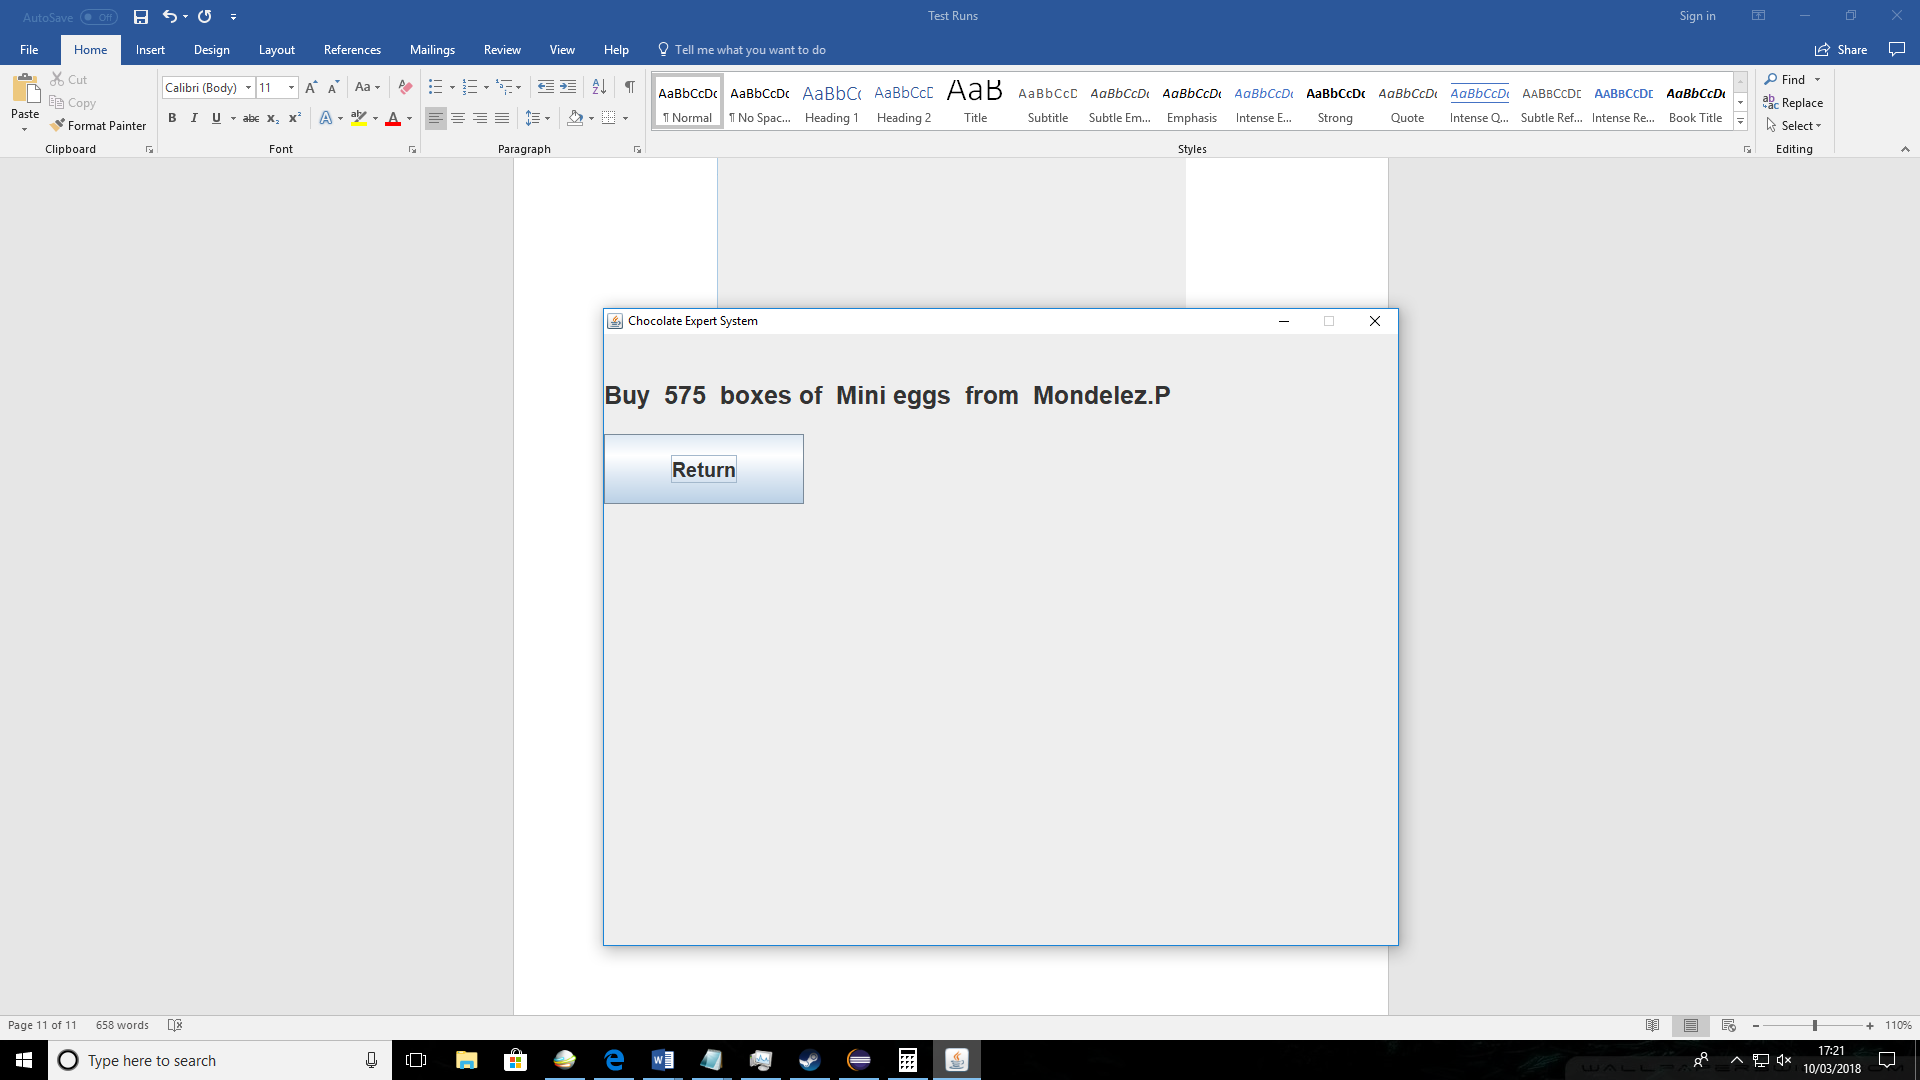 AutoSave Off
Test Runs
Sign in
File Home Insert Design Layout References Mailings Review View Help Tell me what you want to do
Share
Paste
Cut
Copy
Format Painter
Clipboard
Calibri (Body) 11
Font
Paragraph
AaBbCcDc AaBbCcDc AaBbC( AaBbCcD AaB AaBbCcD AaBbCcDc AaBbCcDc AaBbCcDc AaBbCcDc AaBbCcDc AaBbCcDc AABBCCDE AABBCCDE AaBbCcDc
¶ Normal ¶ No Spac... Heading 1 Heading 2 Title Subtitle Subtle Em... Emphasis Intense E... Strong Quote Intense Q... Subtle Ref... Intense Re... Book Title
Styles
Find
Replace
Select
Editing
Chocolate Expert System
Buy 575 boxes of Mini eggs from Mondelez.P
Return
Page 11 of 11 658 words
110%
Type here to search
17:21
10/03/2018